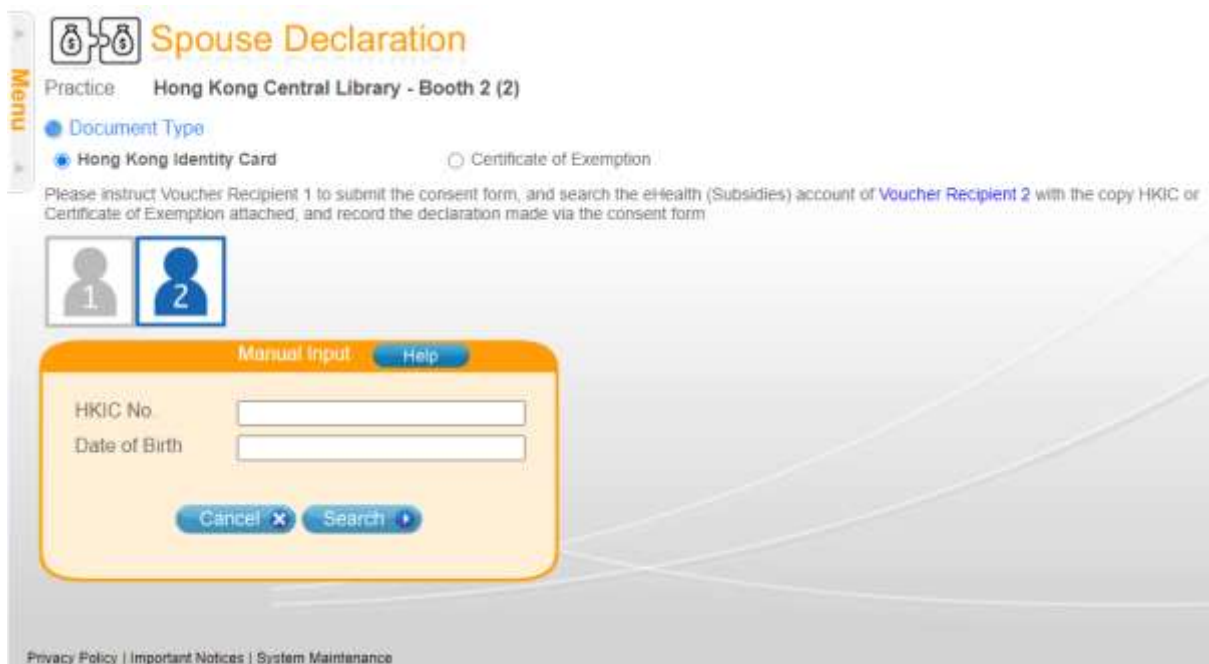 Spouse Declaration
Menu
Practice Hong Kong Central Library - Booth 2 (2)
Document Type
Hong Kong Identity Card Certificate of Exemption
Please instruct Voucher Recipient 1 to submit the consent form, and search the eHealth (Subsidies) account of Voucher Recipient 2 with the copy HKIC or
Certificate of Exemption attached, and record the declaration made via the consent form
1 2
Manual Input Help
HKIC No.
Date of Birth
Cancel Search
Privacy Policy | Important Notices | System Maintenance